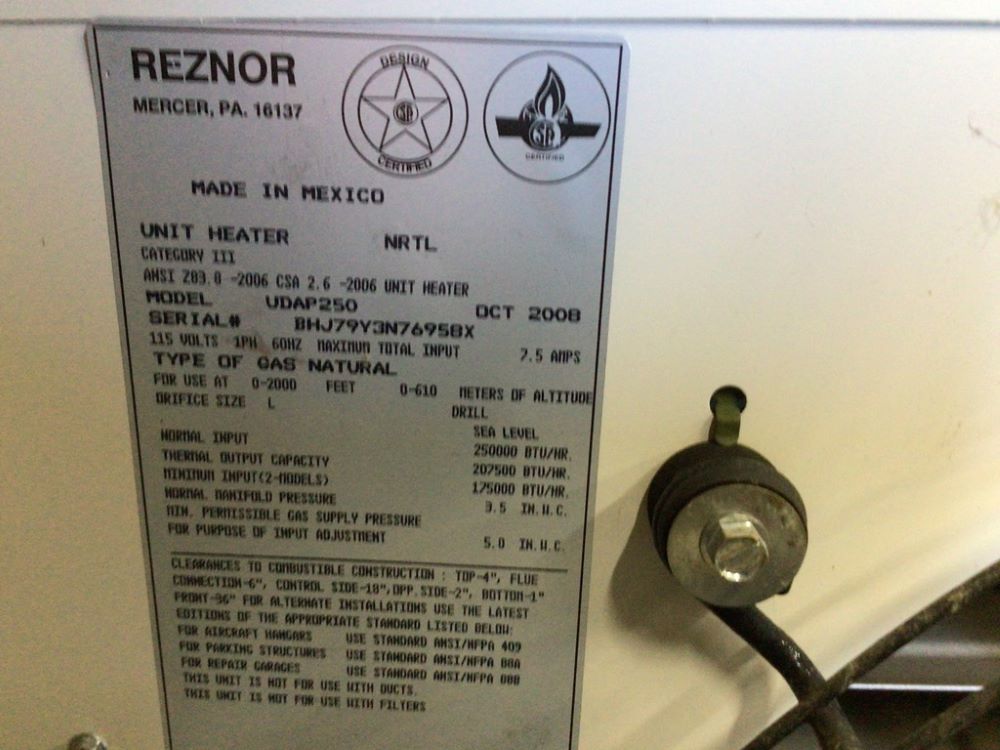 REZNOR
MERCER, PA. 16137
DESIGN
CSA
CERTIFIED
CSA
CERTIFIED
MADE IN MEXICO
UNIT HEATER NRTL
CATEGORY III
ANSI Z83.8 -2006 CSA 2.6 -2006 UNIT HEATER
MODEL UDAP250 OCT 2008
SERIAL# BHJ79Y3N76958X
115 VOLTS 1PH 60HZ MAXIMUM TOTAL INPUT 7.5 AMPS
TYPE OF GAS NATURAL
FOR USE AT 0-2000 FEET 0-610 METERS OF ALTITUDE
ORIFICE SIZE L DRILL
SEA LEVEL
NORMAL INPUT 250000 BTU/HR.
THERMAL OUTPUT CAPACITY 207500 BTU/HR.
MINIMUM INPUT(2-MODELS) 175000 BTU/HR.
NORMAL MANIFOLD PRESSURE 3.5 IN.W.C.
MIN. PERMISSIBLE GAS SUPPLY PRESSURE
FOR PURPOSE OF INPUT ADJUSTMENT 5.0 IN.W.C.
CLEARANCES TO COMBUSTIBLE CONSTRUCTION : TOP-4", FLUE
CONNECTION-6", CONTROL SIDE-18",OPP.SIDE-2", BOTTOM-1"
FRONT-36" FOR ALTERNATE INSTALLATIONS USE THE LATEST
EDITIONS OF THE APPROPRIATE STANDARD LISTED BELOW:
FOR AIRCRAFT HANGARS USE STANDARD ANSI/NFPA 409
FOR PARKING STRUCTURES USE STANDARD ANSI/NFPA 88A
FOR REPAIR GARAGES USE STANDARD ANSI/NFPA 88B
THIS UNIT IS NOT FOR USE WITH DUCTS.
THIS UNIT IS NOT FOR USE WITH FILTERS